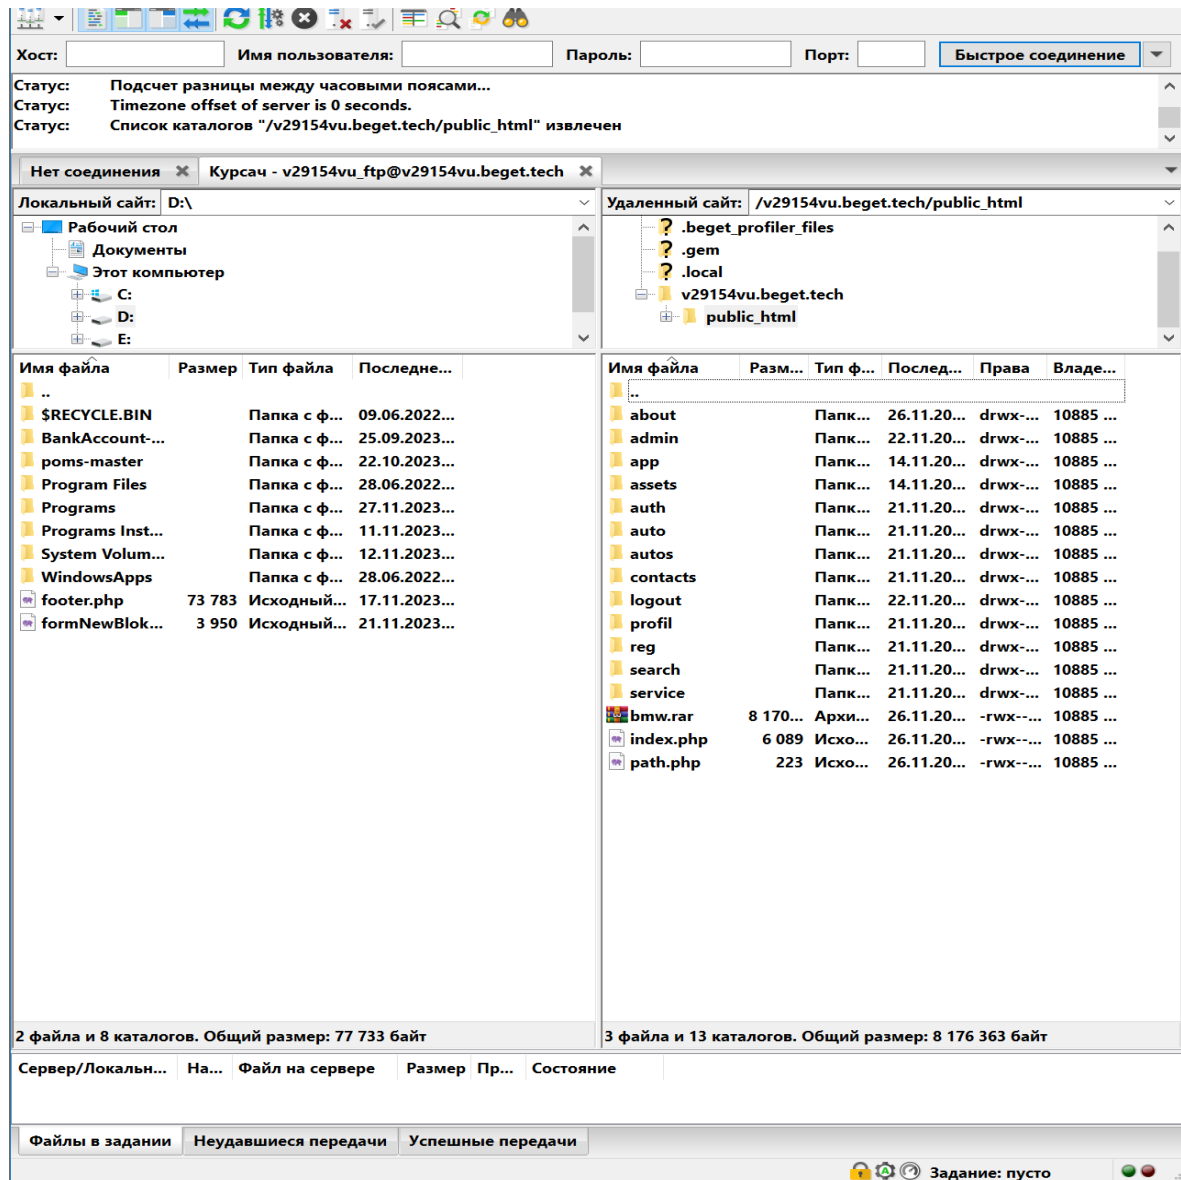 Хост: Имя пользователя: Пароль: Порт: Быстрое соединение
Статус: Подсчет разницы между часовыми поясами...
Статус: Timezone offset of server is 0 seconds.
Статус: Список каталогов "/v29154vu.beget.tech/public_html" извлечен
Нет соединения Курсач - v29154vu_ftp@v29154vu.beget.tech
Локальный сайт: D:\
Рабочий стол
Документы
Этот компьютер
C:
D:
E:
Удаленный сайт: /v29154vu.beget.tech/public_html
.beget_profiler_files
.gem
.local
v29154vu.beget.tech
public_html
Имя файла Размер Тип файла Последне...
..
$RECYCLE.BIN Папка с ф... 09.06.2022...
BankAccount-... Папка с ф... 25.09.2023...
poms-master Папка с ф... 22.10.2023...
Program Files Папка с ф... 28.06.2022...
Programs Папка с ф... 27.11.2023...
Programs Inst... Папка с ф... 11.11.2023...
System Volum... Папка с ф... 12.11.2023...
WindowsApps Папка с ф... 28.06.2022...
footer.php 73 783 Исходный... 17.11.2023...
formNewBlok... 3 950 Исходный... 21.11.2023...
2 файла и 8 каталогов. Общий размер: 77 733 байт
Имя файла Разм... Тип ф... Послед... Права Владе...
..
about Папк... 26.11.20... drwx-... 10885 ...
admin Папк... 22.11.20... drwx-... 10885 ...
app Папк... 14.11.20... drwx-... 10885 ...
assets Папк... 14.11.20... drwx-... 10885 ...
auth Папк... 21.11.20... drwx-... 10885 ...
auto Папк... 21.11.20... drwx-... 10885 ...
autos Папк... 21.11.20... drwx-... 10885 ...
contacts Папк... 21.11.20... drwx-... 10885 ...
logout Папк... 22.11.20... drwx-... 10885 ...
profil Папк... 21.11.20... drwx-... 10885 ...
reg Папк... 21.11.20... drwx-... 10885 ...
search Папк... 21.11.20... drwx-... 10885 ...
service Папк... 21.11.20... drwx-... 10885 ...
bmw.rar 8 170... Архи... 26.11.20... -rwx--... 10885 ...
index.php 6 089 Исхо... 26.11.20... -rwx--... 10885 ...
path.php 223 Исхо... 26.11.20... -rwx--... 10885 ...
3 файла и 13 каталогов. Общий размер: 8 176 363 байт
Сервер/Локальн... На... Файл на сервере Размер Пр... Состояние
Файлы в задании Неудавшиеся передачи Успешные передачи
Задание: пусто